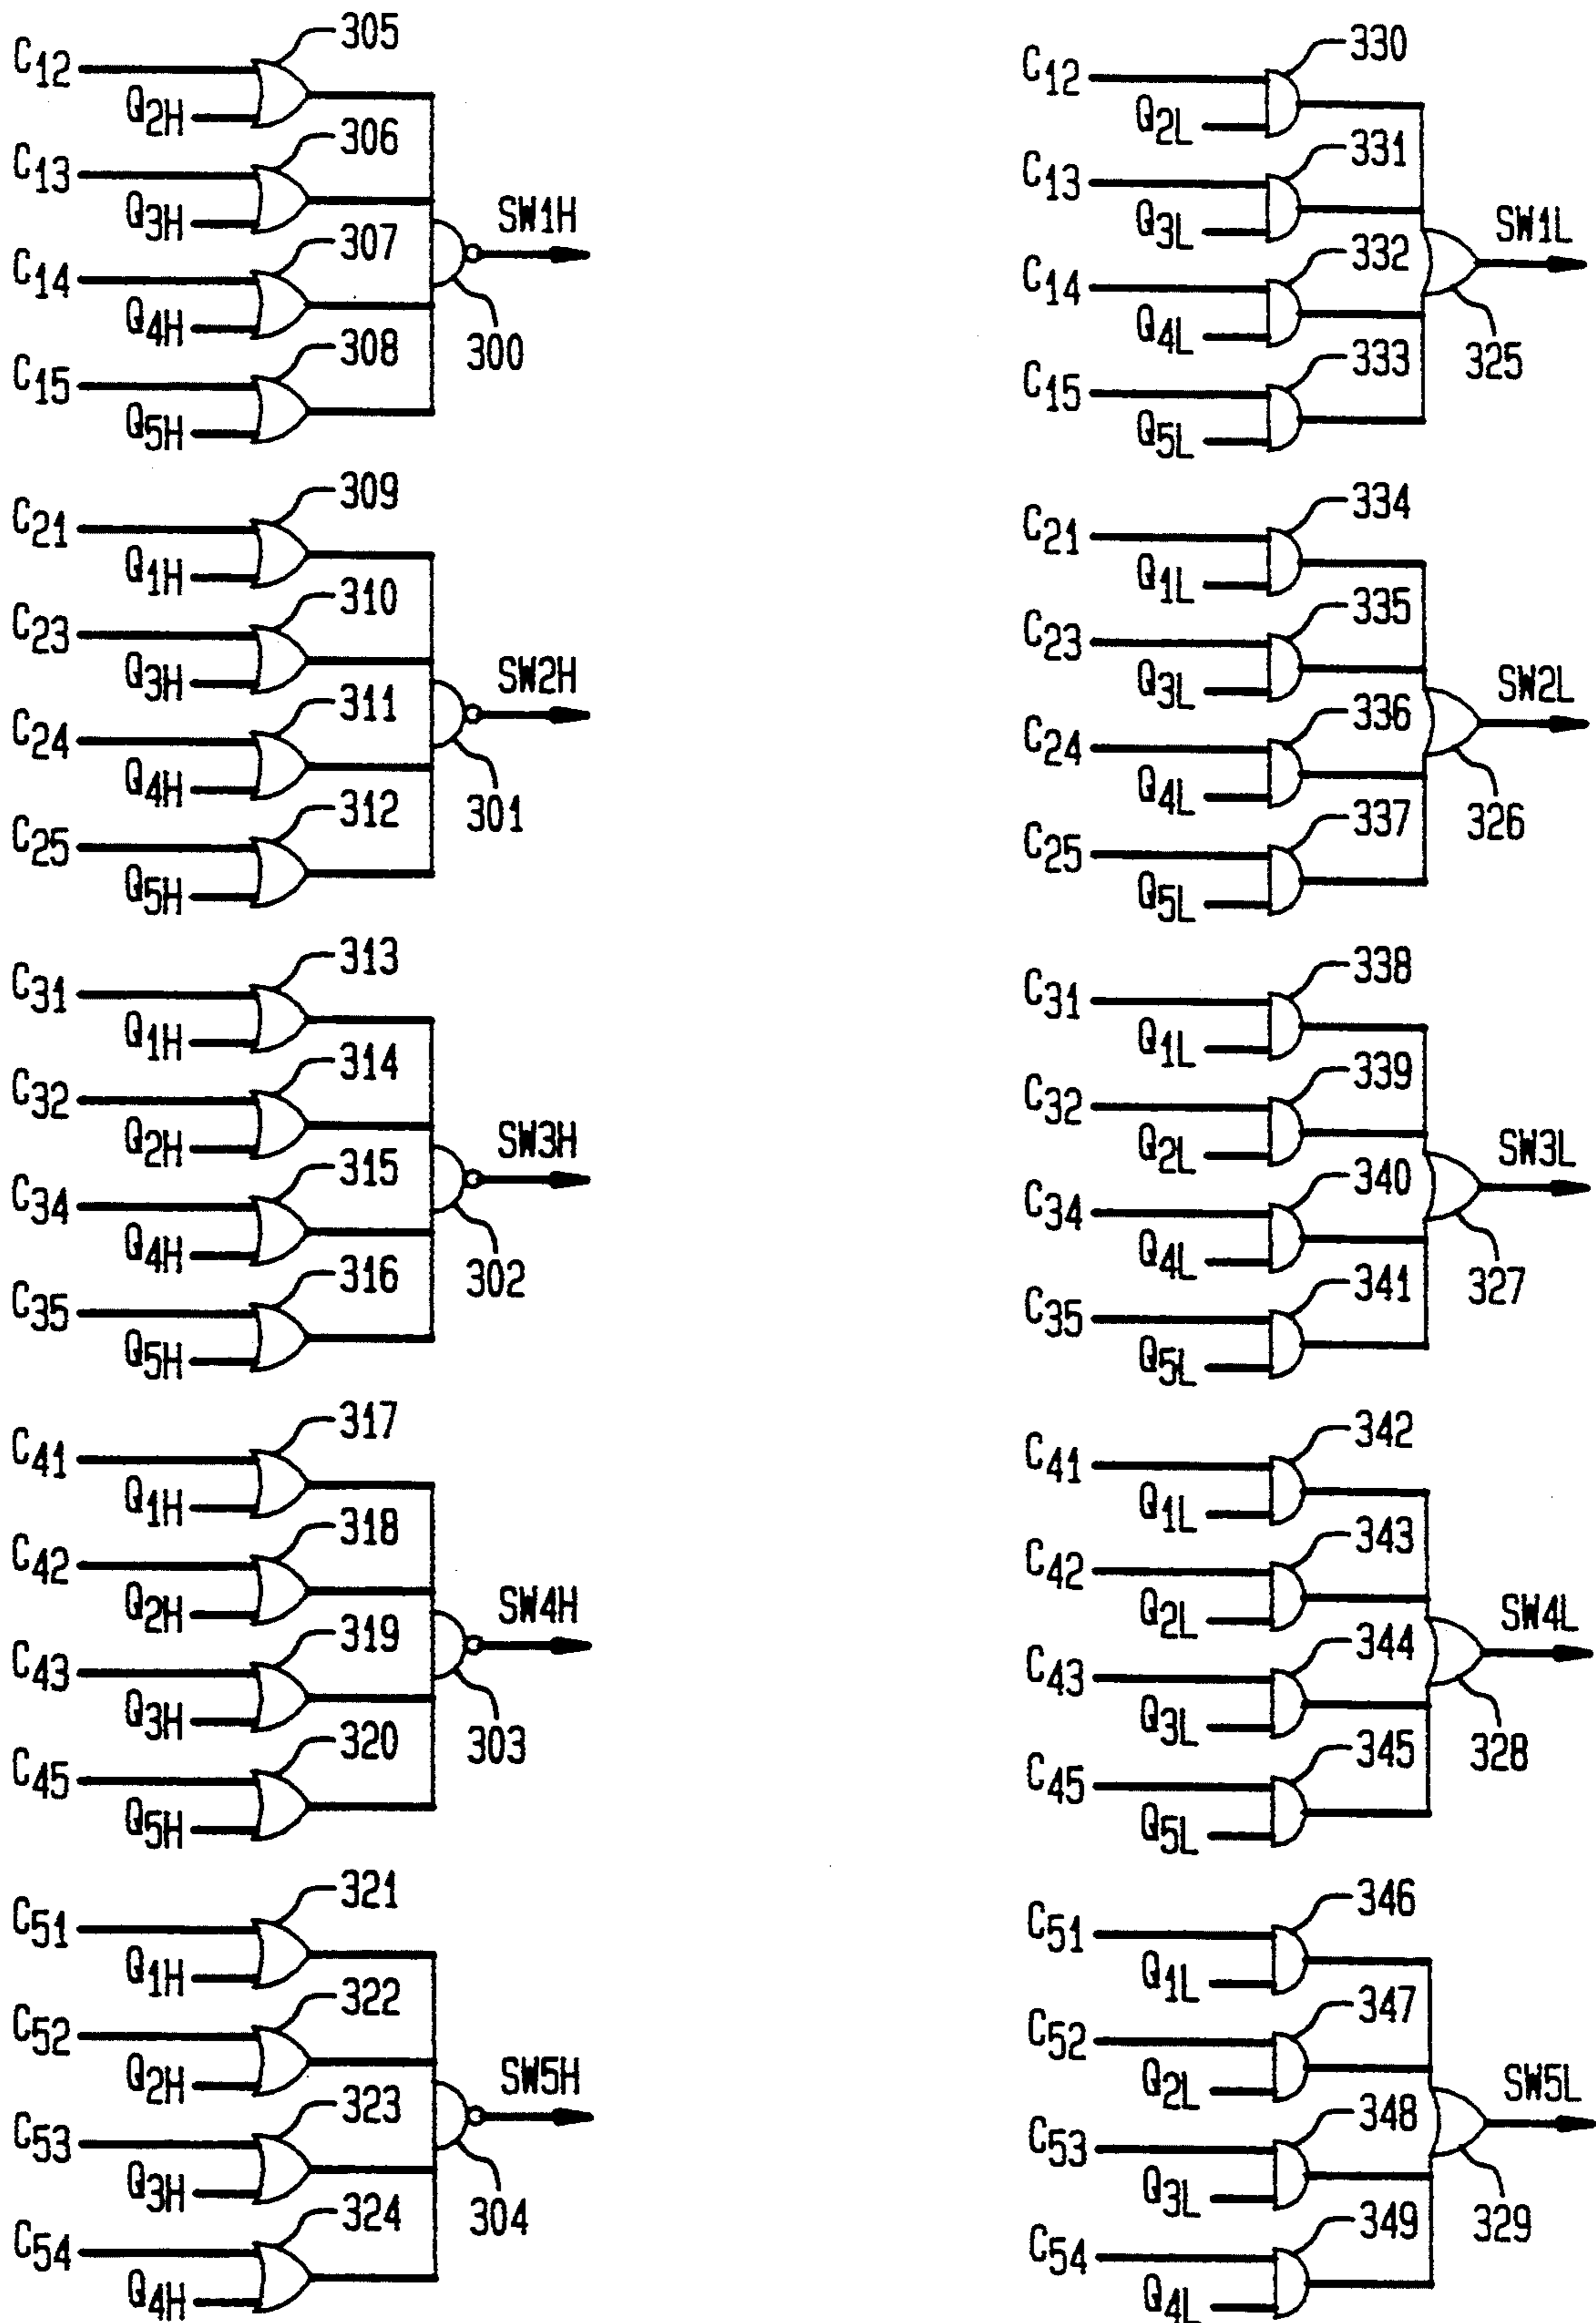 305
C12
Q2H
306
C13
Q3H
SW1H
307
C14
Q4H
308
300
C15
Q5H
309
C21
Q1H
310
C23
Q3H
SW2H
311
C24
Q4H
312
301
C25
Q5H
313
C31
Q1H
314
C32
Q2H
SW3H
315
C34
Q4H
316
302
C35
Q5H
317
C41
Q1H
318
C42
Q2H
SW4H
319
C43
Q3H
320
303
C45
Q5H
321
C51
Q1H
322
C52
Q2H
SW5H
323
C53
Q3H
324
304
C54
Q4H
330
C12
Q2L
331
C13
Q3L
SW1L
332
C14
Q4L
333
325
C15
Q5L
334
C21
Q1L
335
C23
Q3L
SW2L
336
C24
Q4L
337
326
C25
Q5L
338
C31
Q1L
339
C32
Q2L
SW3L
340
C34
Q4L
341
327
C35
Q5L
342
C41
Q1L
343
C42
Q2L
SW4L
344
C43
Q3L
345
328
C45
Q5L
346
C51
Q1L
347
C52
Q2L
SW5L
348
C53
Q3L
349
329
C54
Q4L